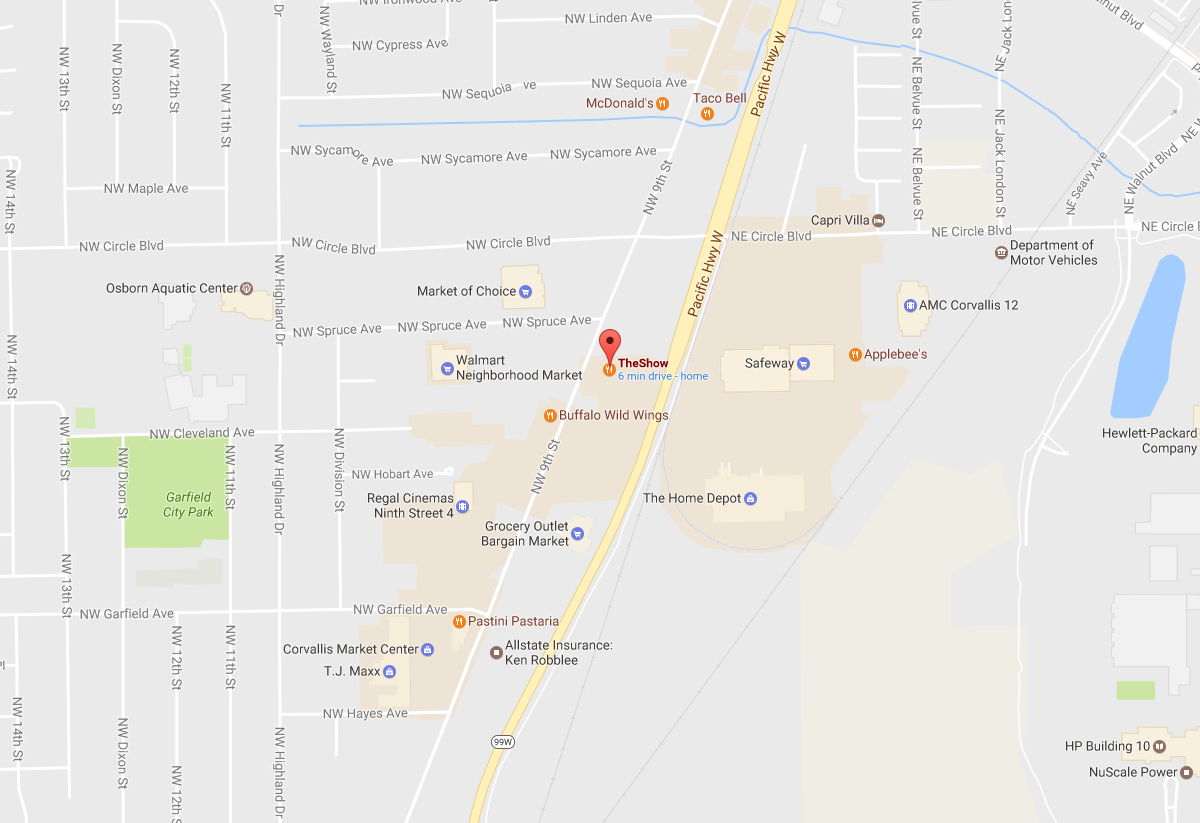 NW Ironwood Ave
NW Linden Ave
NW Cypress Ave
NW Wayland St
Dr
NW 13th St
NW Dixon St
NW 12th St
NW 11th St
NW Sequoia
ve
NW Sequoia Ave
McDonald's
Taco Bell
Pacific Hwy W
NE Belvue St
NE Jack London St
Walnut Blvd
NW Sycamore Ave
NW Sycamore Ave
NW Sycamore Ave
NW Maple Ave
NW 14th St
NW 9th St
NE Belvue St
NE Jack London St
NE Seavy Ave
NE Walnut Blvd
NW Circle Blvd
NW Circle Blvd
NW Circle Blvd
NE Circle Blvd
NE Circle Blvd
NE Circle
Capri Villa
Department of
Motor Vehicles
Pacific Hwy W
NW Highland Dr
Osborn Aquatic Center
Market of Choice
AMC Corvallis 12
NW Spruce Ave
NW Spruce Ave
NW Spruce Ave
NW 14th St
Walmart
Neighborhood Market
TheShow
6 min drive - home
Safeway
Applebee's
Buffalo Wild Wings
NW Cleveland Ave
NW 13th St
NW Dixon St
NW 11th St
NW Highland Dr
NW Division St
NW Hobart Ave
NW 9th St
Hewlett-Packard
Company
Garfield
City Park
Regal Cinemas
Ninth Street 4
The Home Depot
Grocery Outlet
Bargain Market
NW 13th St
NW Garfield Ave
NW Garfield Ave
Pastini Pastaria
Corvallis Market Center
Allstate Insurance:
Ken Robblee
T.J. Maxx
NW 12th St
NW 11th St
Pl
NW Hayes Ave
NW 14th St
NW Dixon St
NW Highland Dr
NW 12th St
99W
HP Building 10
NuScale Power